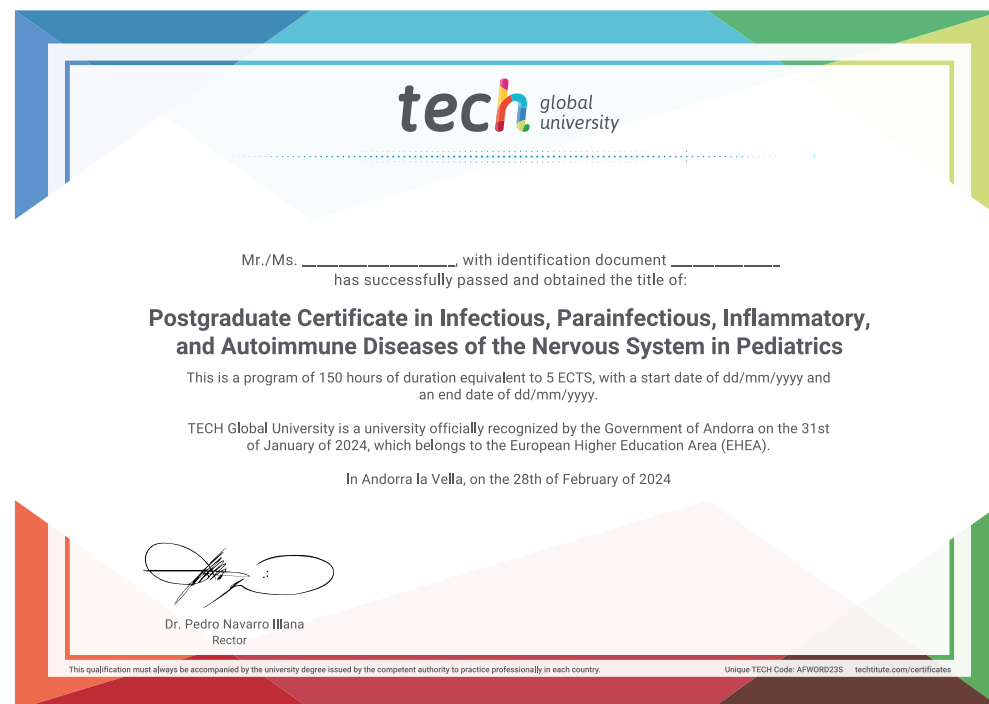 tech global university
Mr./Ms. __________________, with identification document _____________
has successfully passed and obtained the title of:
Postgraduate Certificate in Infectious, Parainfectious, Inflammatory,
and Autoimmune Diseases of the Nervous System in Pediatrics
This is a program of 150 hours of duration equivalent to 5 ECTS, with a start date of dd/mm/yyyy and
an end date of dd/mm/yyyy.
TECH Global University is a university officially recognized by the Government of Andorra on the 31st
of January of 2024, which belongs to the European Higher Education Area (EHEA).
In Andorra la Vella, on the 28th of February of 2024
Dr. Pedro Navarro Illana
Rector
This qualification must always be accompanied by the university degree issued by the competent authority to practice professionally in each country. Unique TECH Code: AFWORD23S techtitute.com/certificates